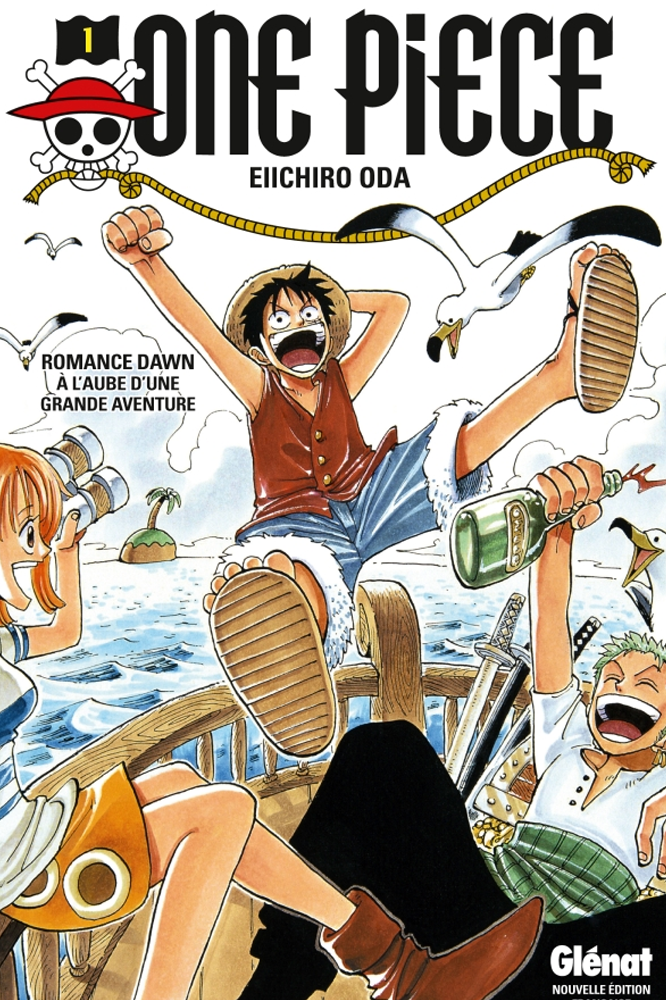 1
ONE PIECE
EIICHIRO ODA
ROMANCE DAWN
À L'AUBE D'UNE
GRANDE AVENTURE
Glénat
NOUVELLE ÉDITION